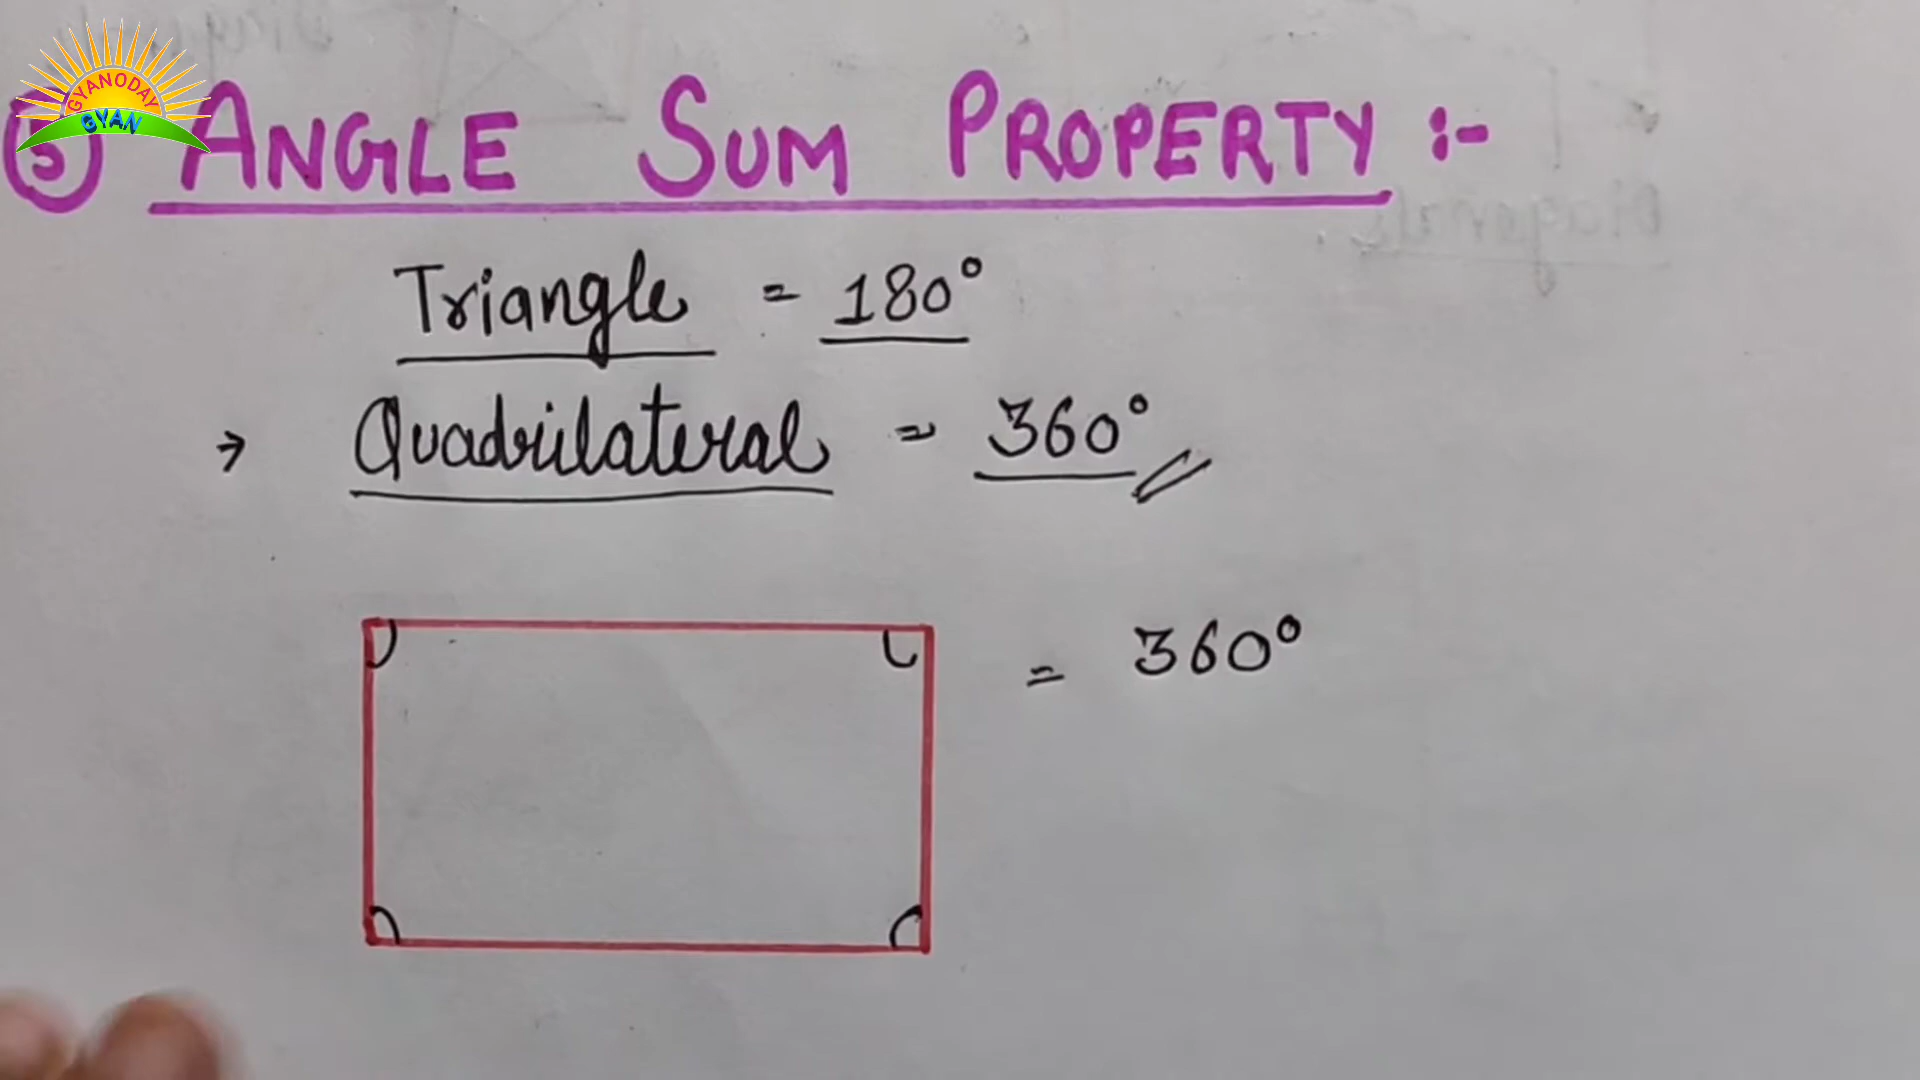 GYANODAY
GYAN
5 ANGLE SUM PROPERTY :-
Triangle = 180°
→ Quadrilateral = 360°
= 360°